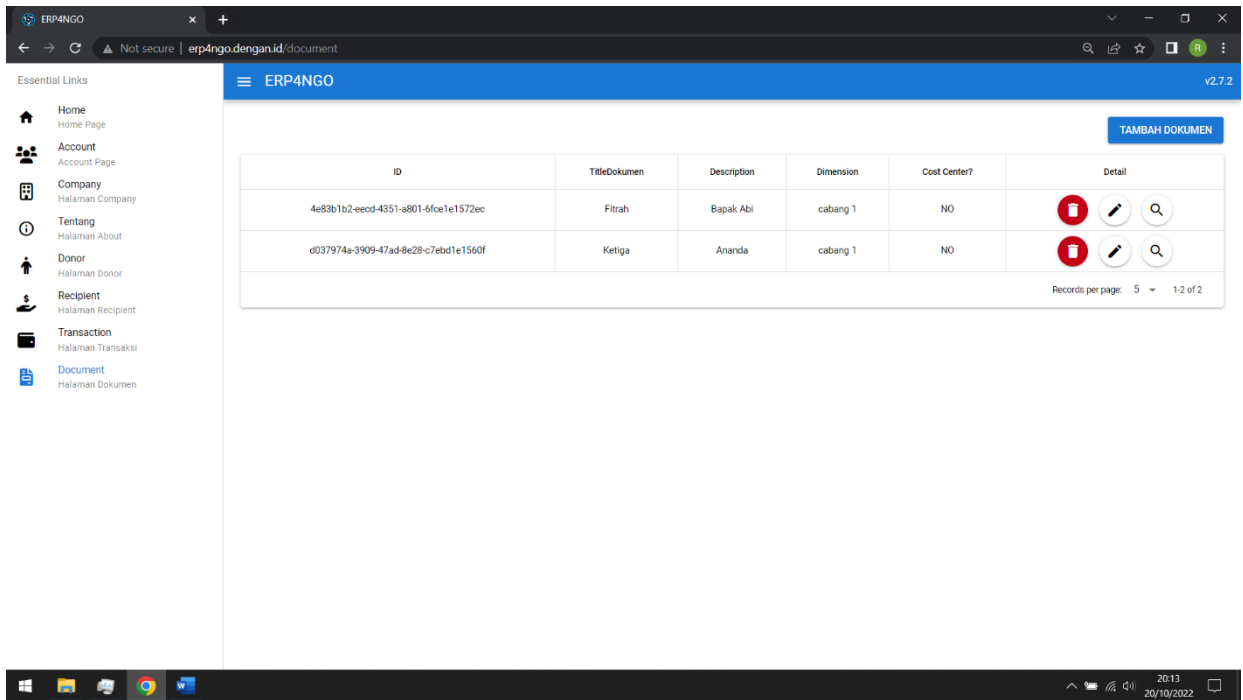 ERP4NGO
Not secure | erp4ngo.dengan.id/document
R
Essential Links
Home
Home Page
Account
Account Page
Company
Halaman Company
Tentang
Halaman About
Donor
Halaman Donor
Recipient
Halaman Recipient
Transaction
Halaman Transaksi
Document
Halaman Dokumen
ERP4NGO
v2.7.2
TAMBAH DOKUMEN
ID TitleDokumen Description Dimension Cost Center? Detail
4e83b1b2-eecd-4351-a801-6fce1e1572ec Fitrah Bapak Abi cabang 1 NO
d037974a-3909-47ad-8e28-c7ebd1e1560f Ketiga Ananda cabang 1 NO
Records per page: 5 1-2 of 2
20:13
20/10/2022